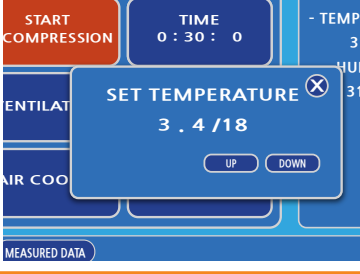 START
COMPRESSION
TIME
0 : 30 : 0
- TEMP
3
HU
31
SET TEMPERATURE
X
3 . 4 /18
UP
DOWN
ENTILAT
AIR COO
MEASURED DATA